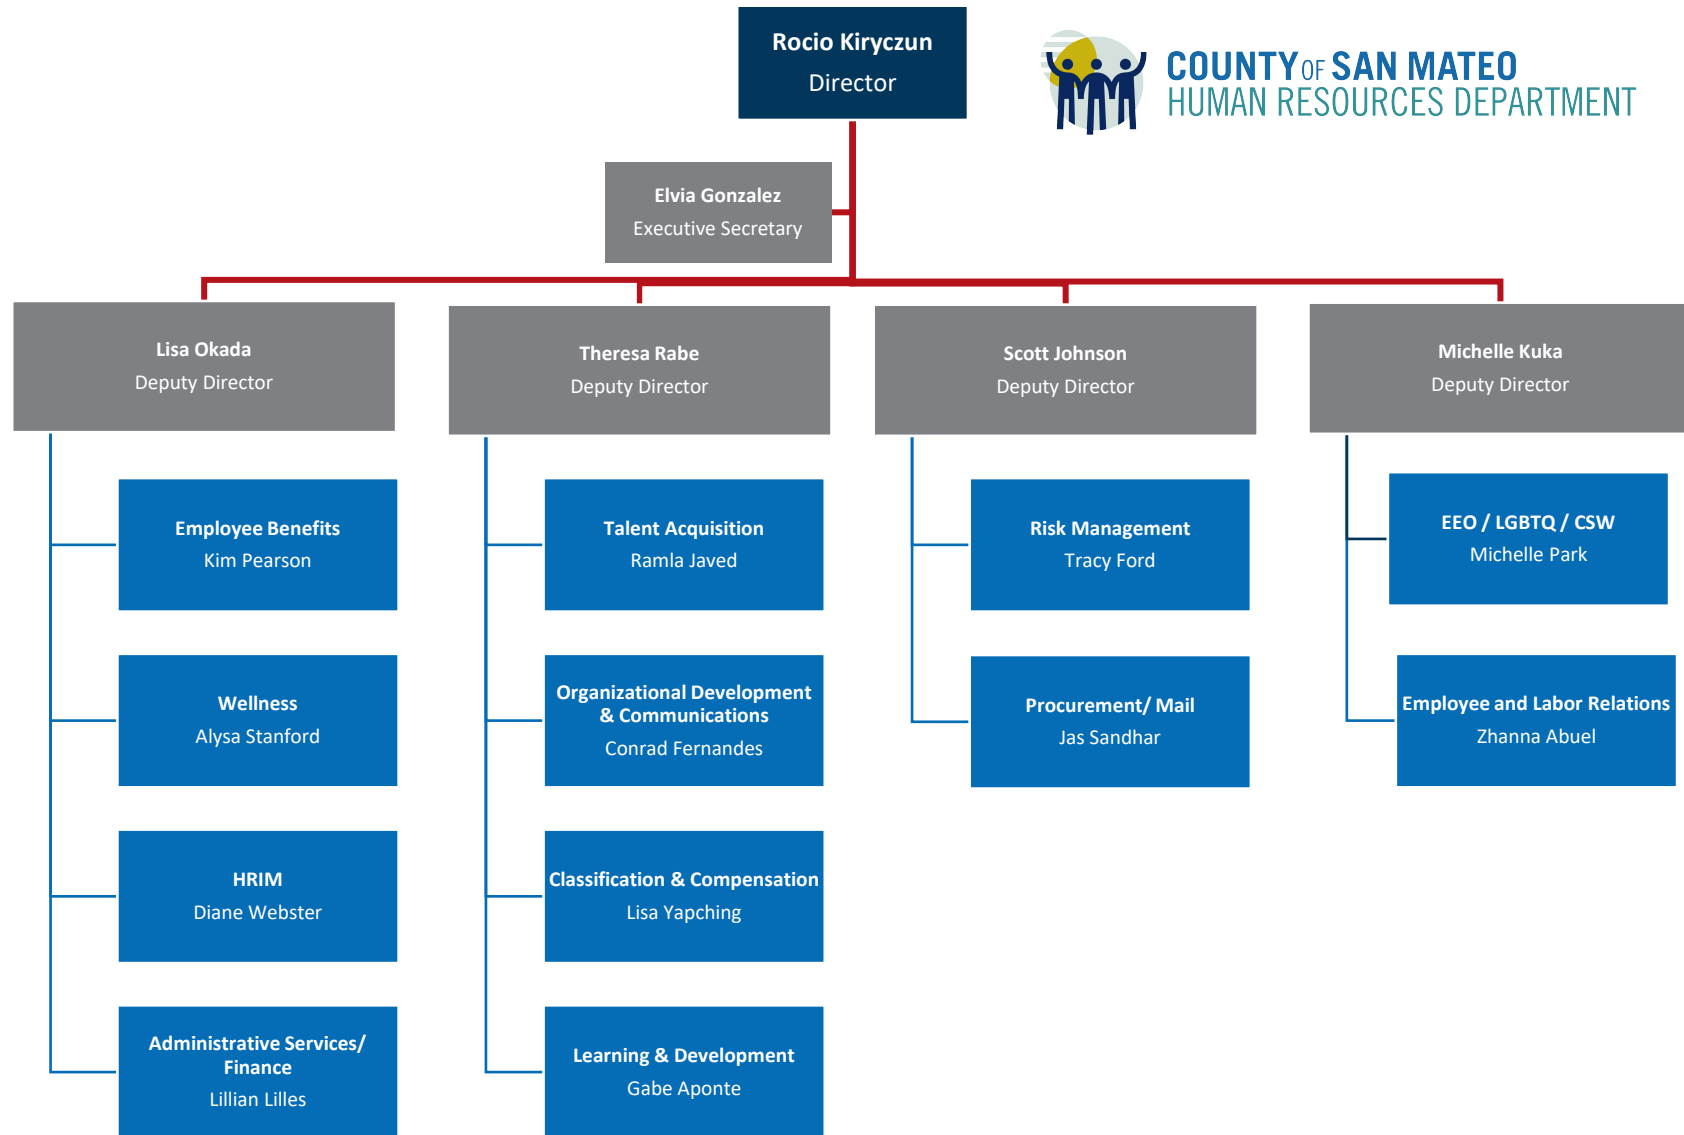 Rocio Kiryczun
Director
COUNTY OF SAN MATEO
HUMAN RESOURCES DEPARTMENT
Elvia Gonzalez
Executive Secretary
Lisa Okada
Deputy Director
Theresa Rabe
Deputy Director
Scott Johnson
Deputy Director
Michelle Kuka
Deputy Director
Employee Benefits
Kim Pearson
Talent Acquisition
Ramla Javed
Risk Management
Tracy Ford
EEO / LGBTQ / CSW
Michelle Park
Wellness
Alysa Stanford
Organizational Development
& Communications
Conrad Fernandes
Procurement/ Mail
Jas Sandhar
Employee and Labor Relations
Zhanna Abuel
HRIM
Diane Webster
Classification & Compensation
Lisa Yapching
Administrative Services/
Finance
Lillian Lilles
Learning & Development
Gabe Aponte